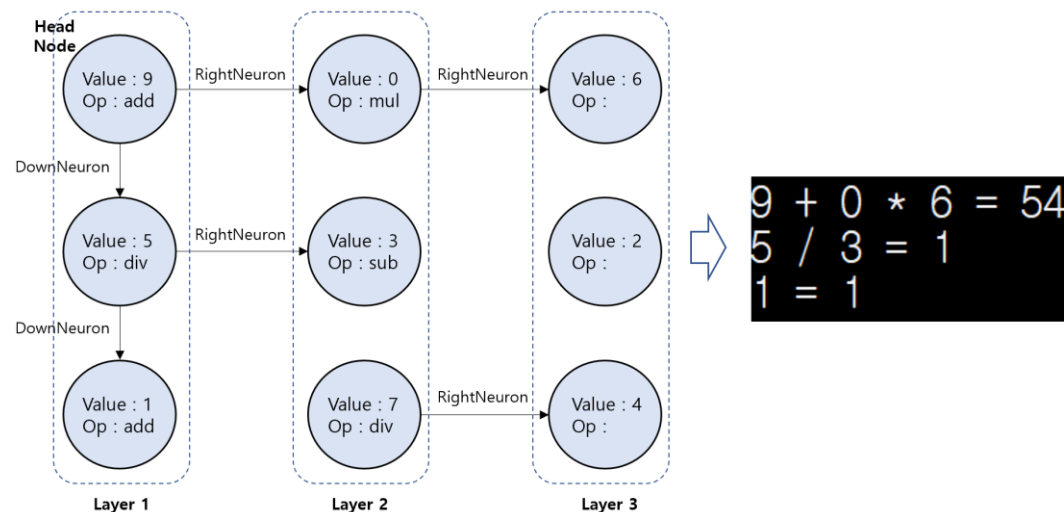 Head
Node
Value : 9
Op : add
RightNeuron
Value : 0
Op : mul
RightNeuron
Value : 6
Op :
DownNeuron
Value : 5
Op : div
RightNeuron
Value : 3
Op : sub
Value : 2
Op :
DownNeuron
Value : 1
Op : add
Value : 7
Op : div
RightNeuron
Value : 4
Op :
Layer 1
Layer 2
Layer 3
9 + 0 * 6 = 54
5 / 3 = 1
1 = 1